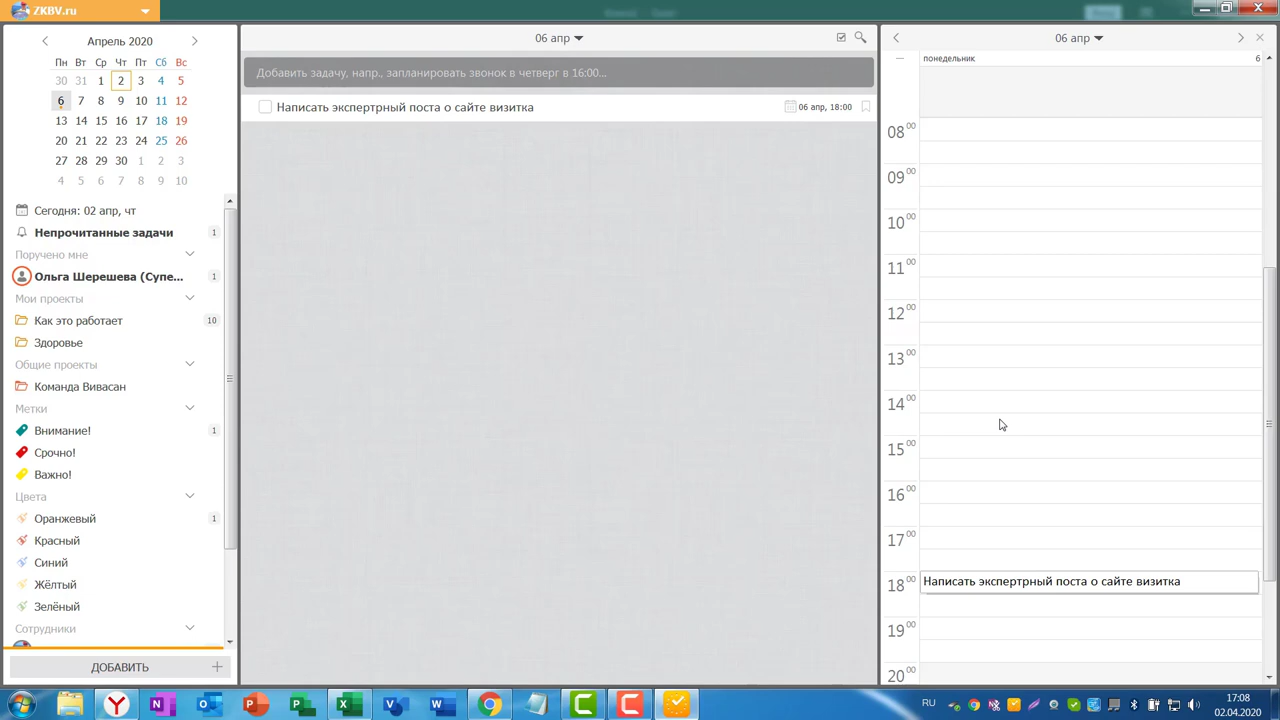 ZKBV.ru
Апрель 2020
Пн Вт Ср Чт Пт Сб Вс
30 31 1 2 3 4 5
6 7 8 9 10 11 12
13 14 15 16 17 18 19
20 21 22 23 24 25 26
27 28 29 30 1 2 3
4 5 6 7 8 9 10
Сегодня: 02 апр, чт
Непрочитанные задачи 1
Поручено мне
Ольга Шерешева (Супе... 1
Мои проекты
Как это работает 10
Здоровье
Общие проекты
Команда Вивасан
Метки
Внимание! 1
Срочно!
Важно!
Цвета
Оранжевый 1
Красный
Синий
Жёлтый
Зелёный
Сотрудники
ДОБАВИТЬ
06 апр
Добавить задачу, напр., запланировать звонок в четверг в 16:00...
Написать экспертрный поста о сайте визитка 06 апр, 18:00
06 апр
понедельник 6
08 00
09 00
10 00
11 00
12 00
13 00
14 00
15 00
16 00
17 00
18 00 Написать экспертрный поста о сайте визитка
19 00
20 00
RU
17:08
02.04.2020